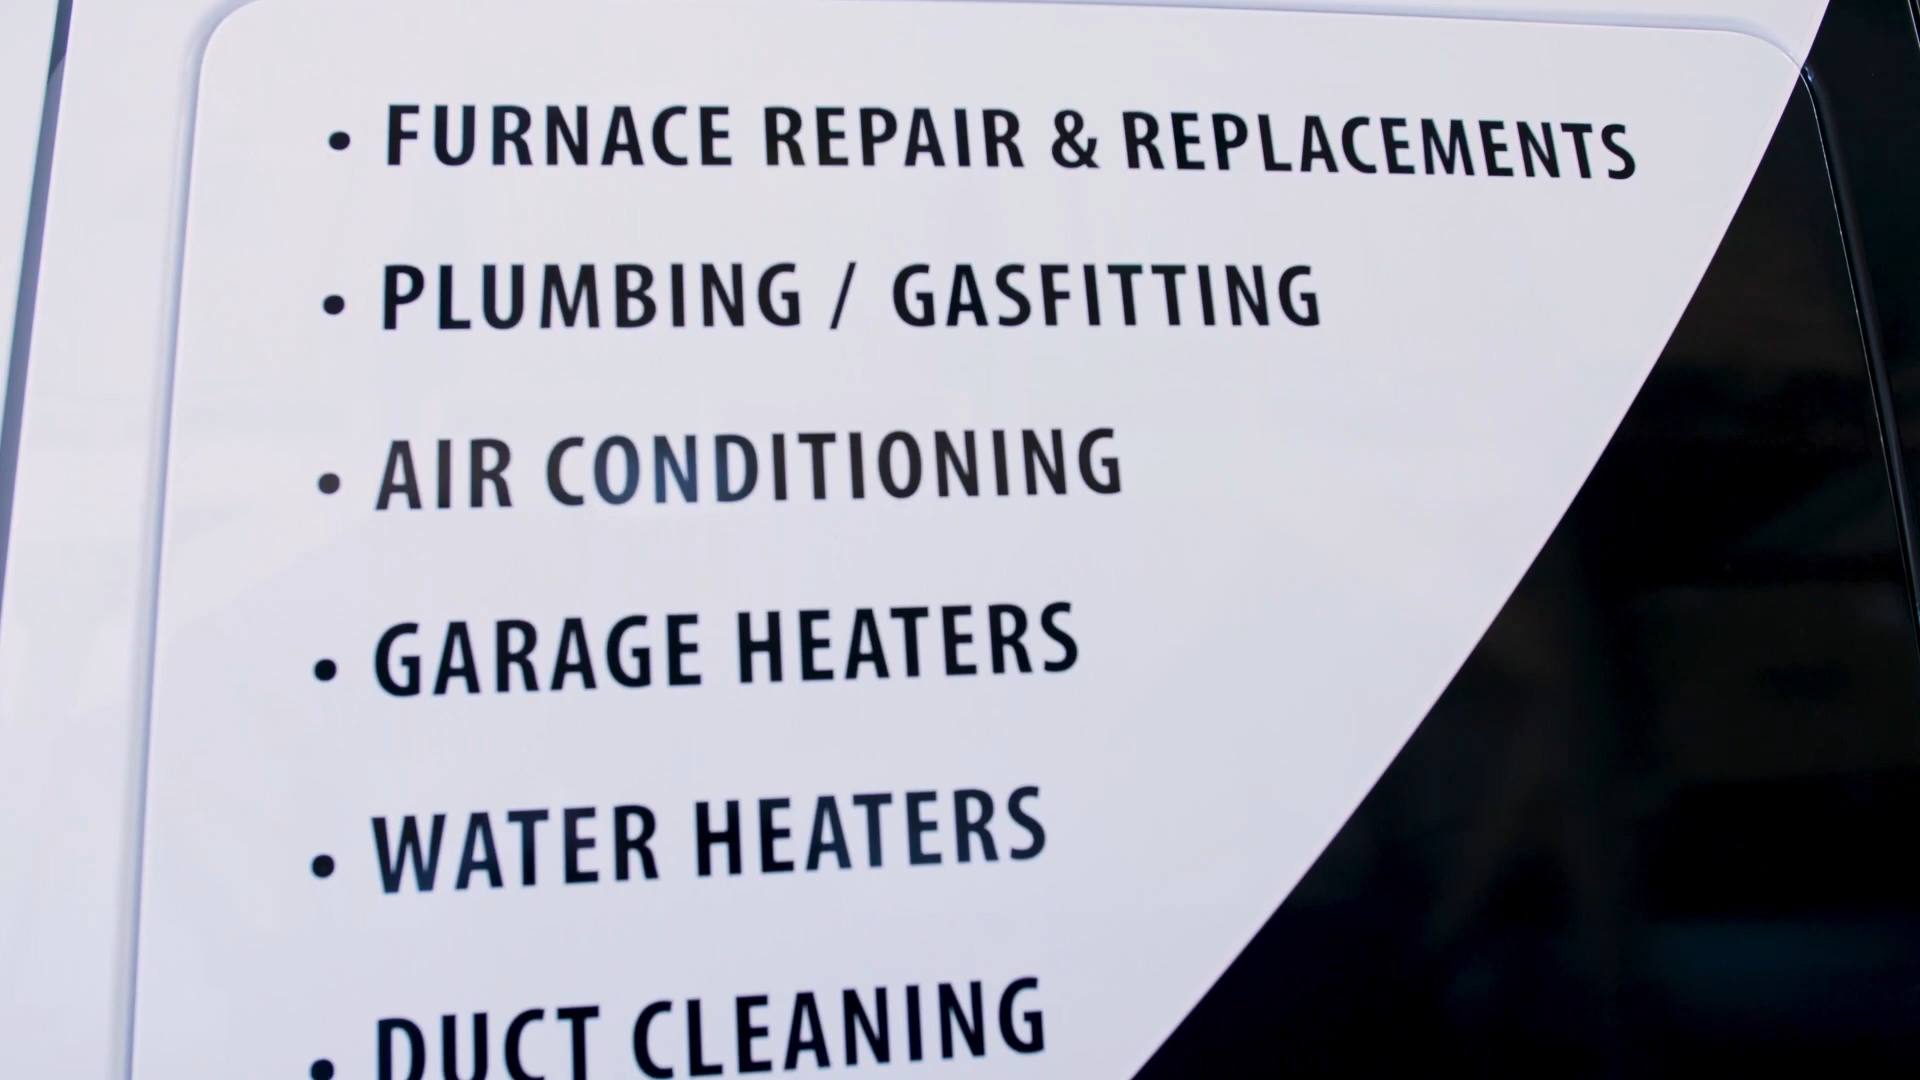 • FURNACE REPAIR & REPLACEMENTS
• PLUMBING / GASFITTING
• AIR CONDITIONING
• GARAGE HEATERS
• WATER HEATERS
• DUCT CLEANING